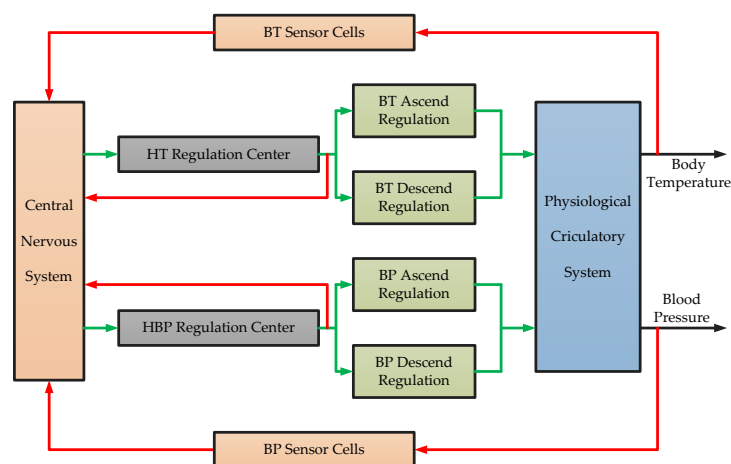 BT Sensor Cells
BT Ascend
Regulation
HT Regulation Center
Body
Temperature
BT Descend
Regulation
Central
Nervous
System
Physiological
Criculatory
System
BP Ascend
Regulation
Blood
Pressure
HBP Regulation Center
BP Descend
Regulation
BP Sensor Cells